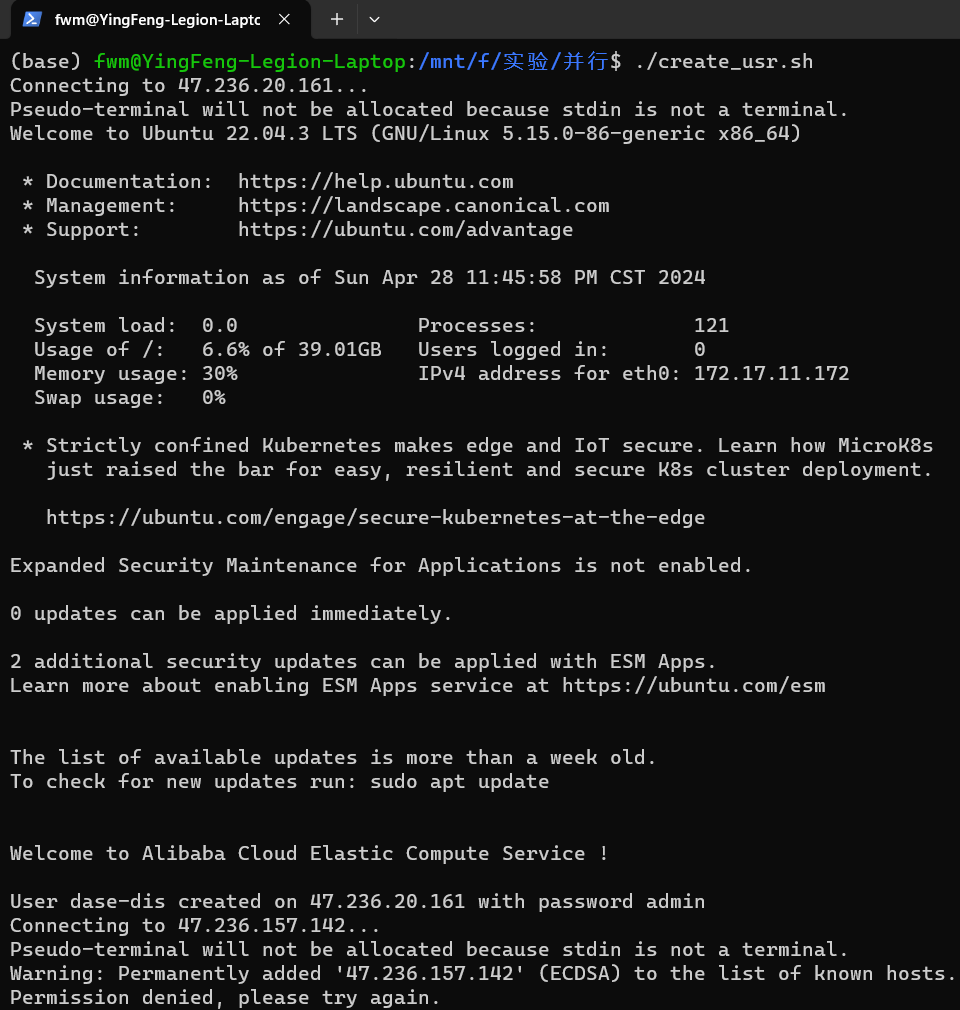 fwm@YingFeng-Legion-Lapto
(base) fwm@YingFeng-Legion-Laptop:/mnt/f/实验/并行$ ./create_usr.sh
Connecting to 47.236.20.161...
Pseudo-terminal will not be allocated because stdin is not a terminal.
Welcome to Ubuntu 22.04.3 LTS (GNU/Linux 5.15.0-86-generic x86_64)
* Documentation:  https://help.ubuntu.com
* Management:     https://landscape.canonical.com
* Support:        https://ubuntu.com/advantage
System information as of Sun Apr 28 11:45:58 PM CST 2024
System load:  0.0               Processes:             121
Usage of /:   6.6% of 39.01GB   Users logged in:       0
Memory usage: 30%               IPv4 address for eth0: 172.17.11.172
Swap usage:   0%
* Strictly confined Kubernetes makes edge and IoT secure. Learn how MicroK8s
just raised the bar for easy, resilient and secure K8s cluster deployment.
https://ubuntu.com/engage/secure-kubernetes-at-the-edge
Expanded Security Maintenance for Applications is not enabled.
0 updates can be applied immediately.
2 additional security updates can be applied with ESM Apps.
Learn more about enabling ESM Apps service at https://ubuntu.com/esm
The list of available updates is more than a week old.
To check for new updates run: sudo apt update
Welcome to Alibaba Cloud Elastic Compute Service !
User dase-dis created on 47.236.20.161 with password admin
Connecting to 47.236.157.142...
Pseudo-terminal will not be allocated because stdin is not a terminal.
Warning: Permanently added '47.236.157.142' (ECDSA) to the list of known hosts.
Permission denied, please try again.